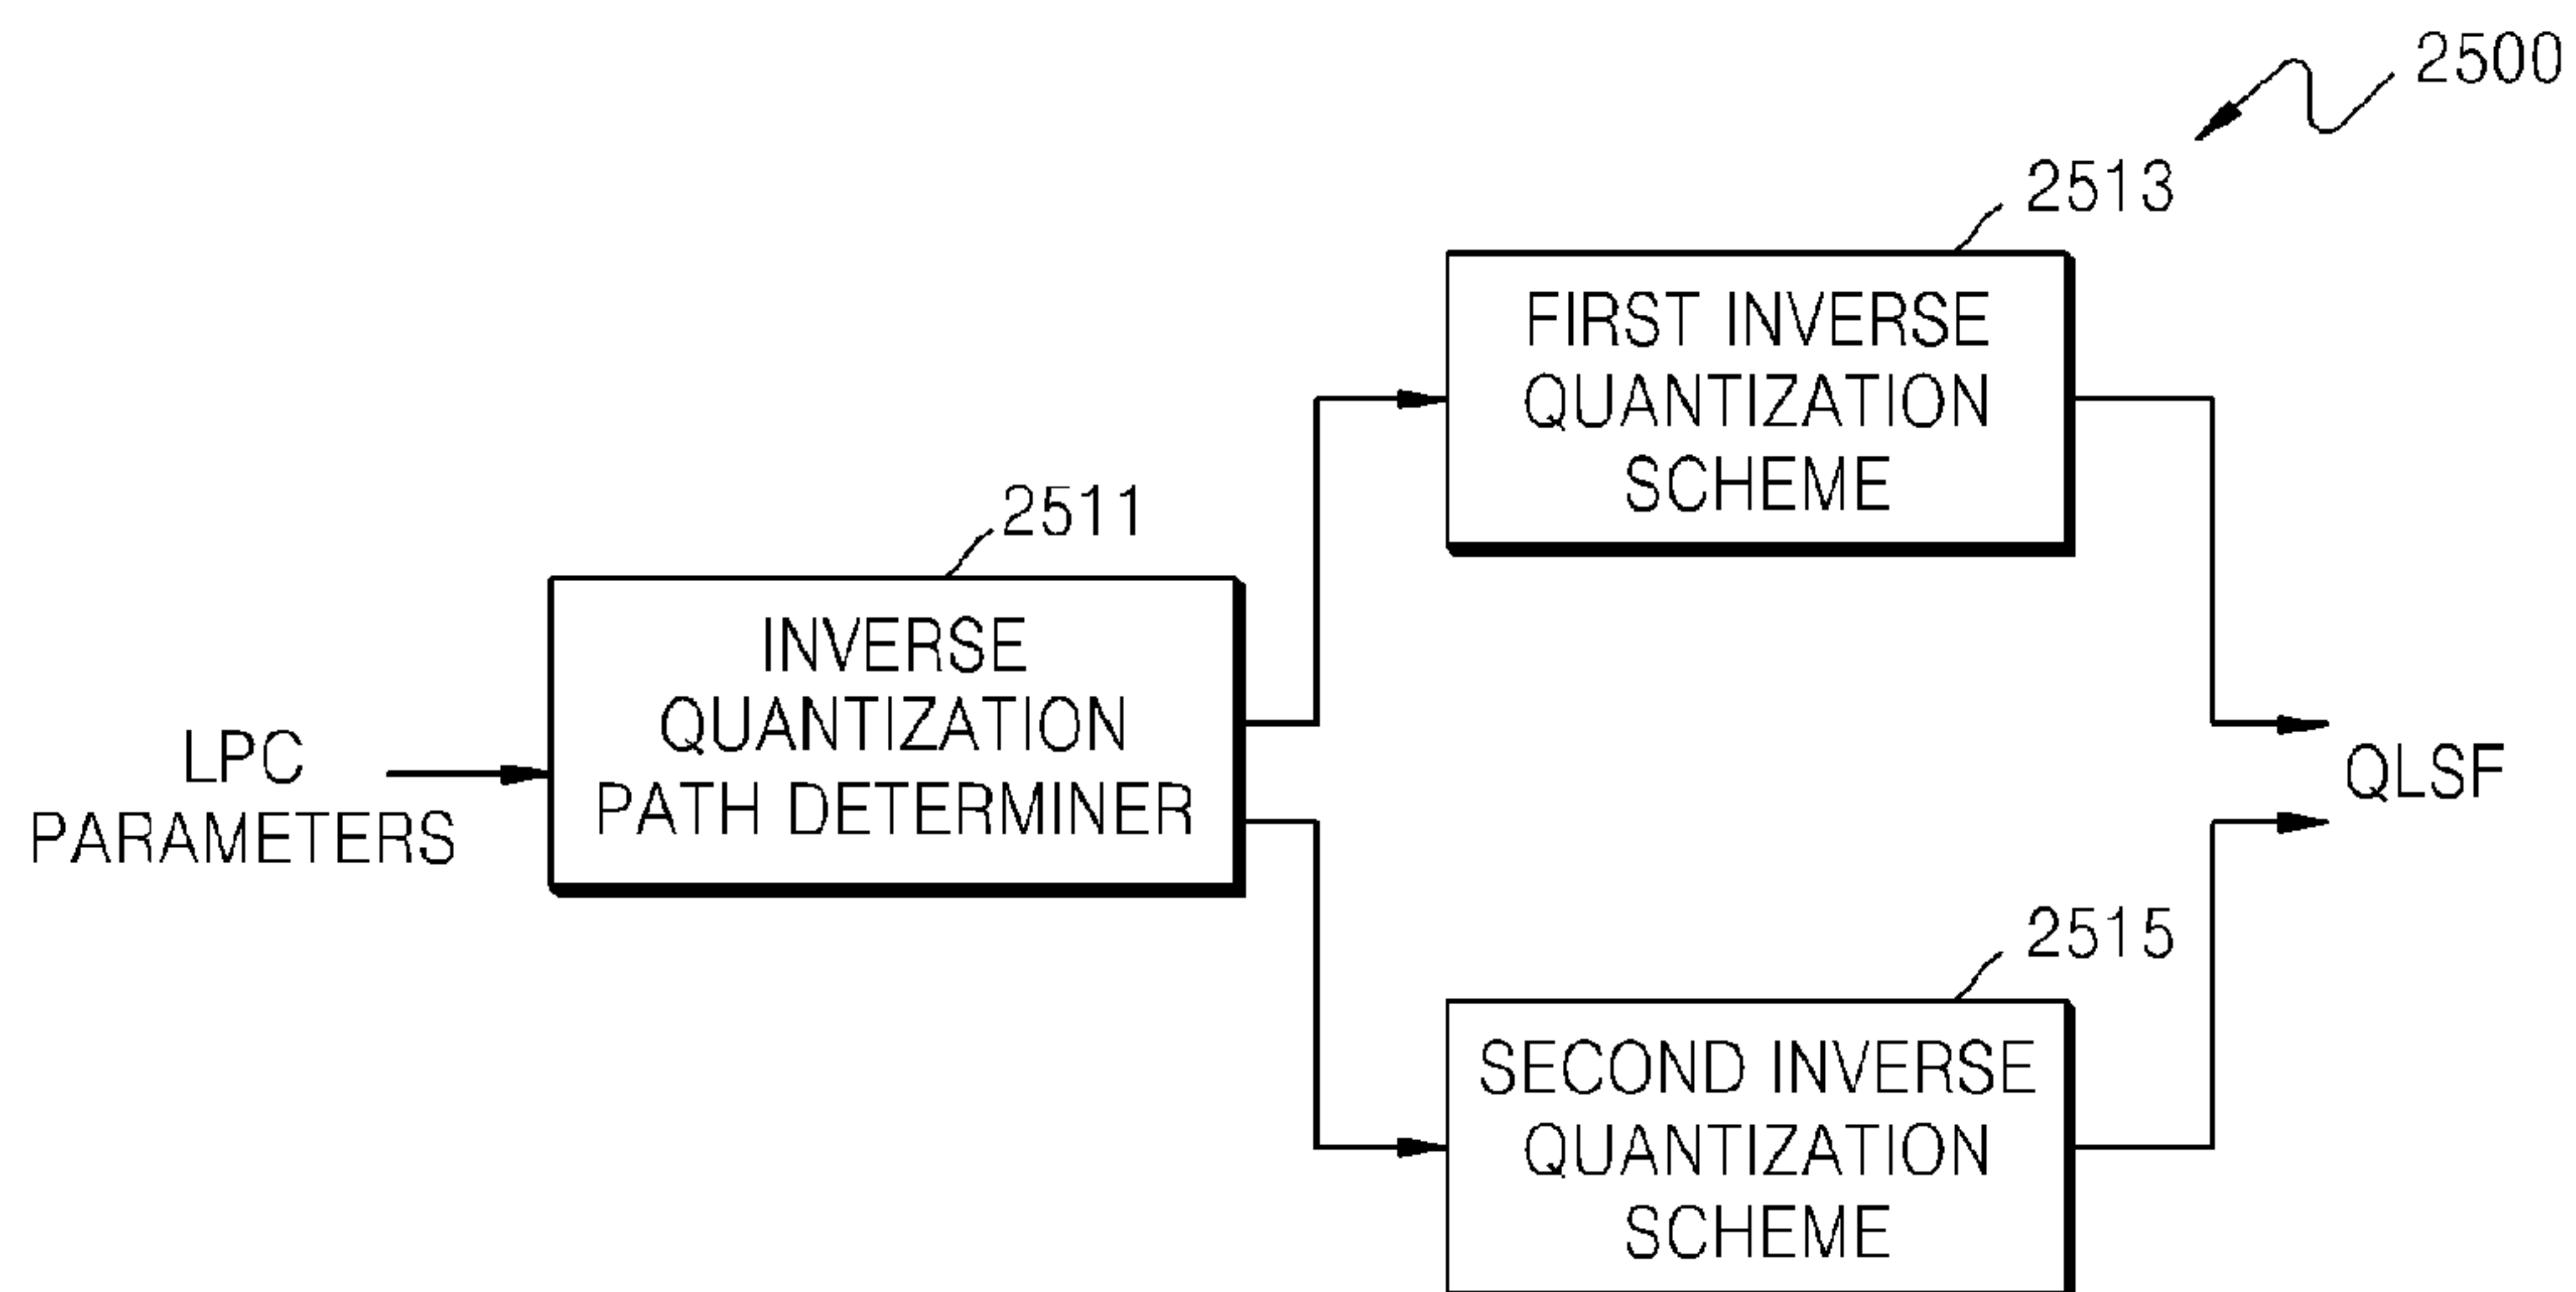 2500
2513
FIRST INVERSE
QUANTIZATION
SCHEME
2511
INVERSE
QUANTIZATION
PATH DETERMINER
LPC
PARAMETERS
QLSF
2515
SECOND INVERSE
QUANTIZATION
SCHEME